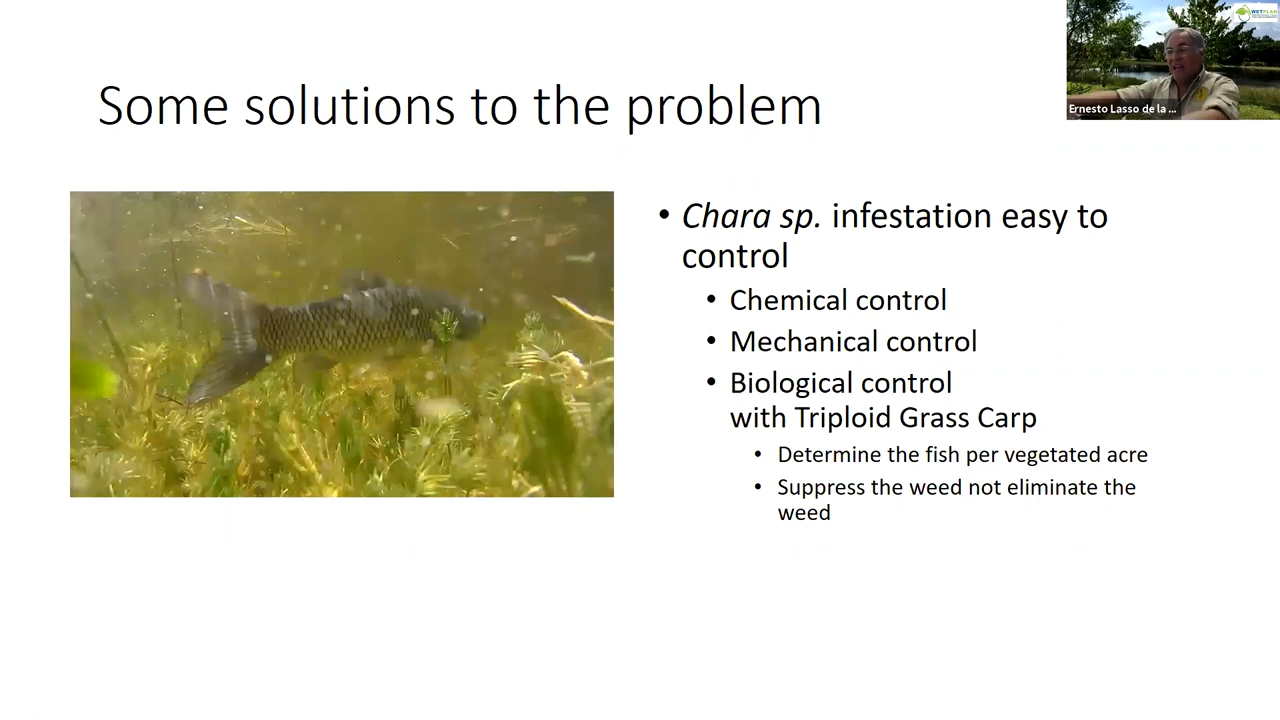 Some solutions to the problem
WETPLAN
Ernesto Lasso de la ...
• Chara sp. infestation easy to
control
• Chemical control
• Mechanical control
• Biological control
with Triploid Grass Carp
• Determine the fish per vegetated acre
• Suppress the weed not eliminate the
weed